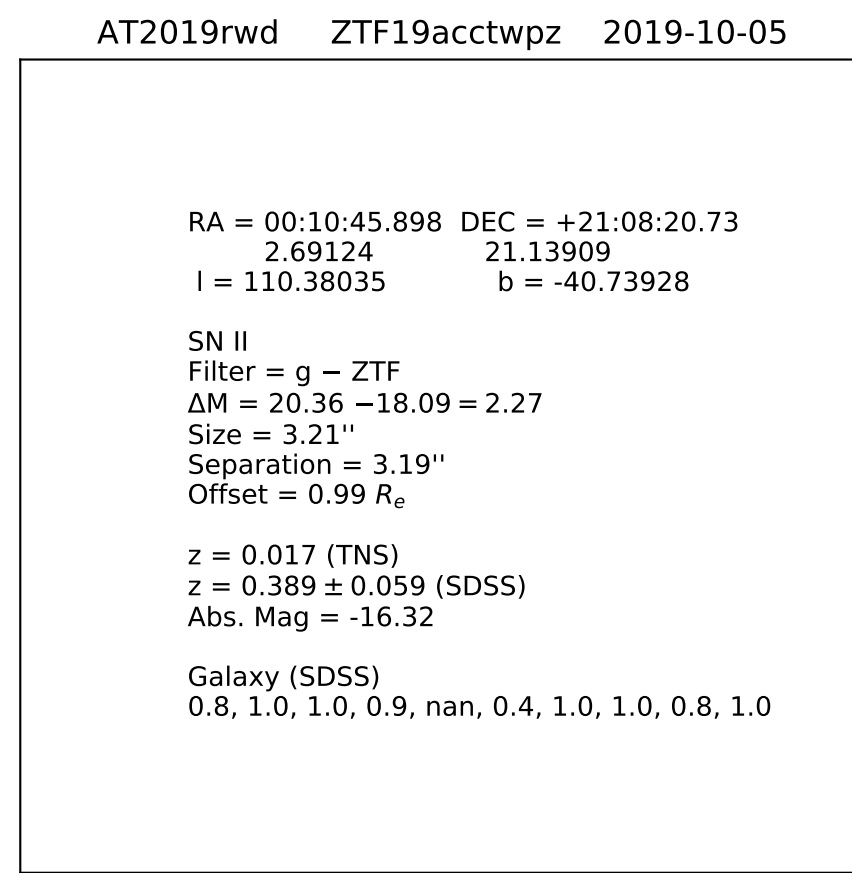 AT2019rwd ZTF19acctwpz 2019-10-05
RA = 00:10:45.898 DEC = +21:08:20.73
2.69124 21.13909
l = 110.38035 b = -40.73928
SN II
Filter = g − ZTF
ΔM = 20.36 −18.09 = 2.27
Size = 3.21''
Separation = 3.19''
Offset = 0.99 Rₑ
z = 0.017 (TNS)
z = 0.389 ± 0.059 (SDSS)
Abs. Mag = -16.32
Galaxy (SDSS)
0.8, 1.0, 1.0, 0.9, nan, 0.4, 1.0, 1.0, 0.8, 1.0